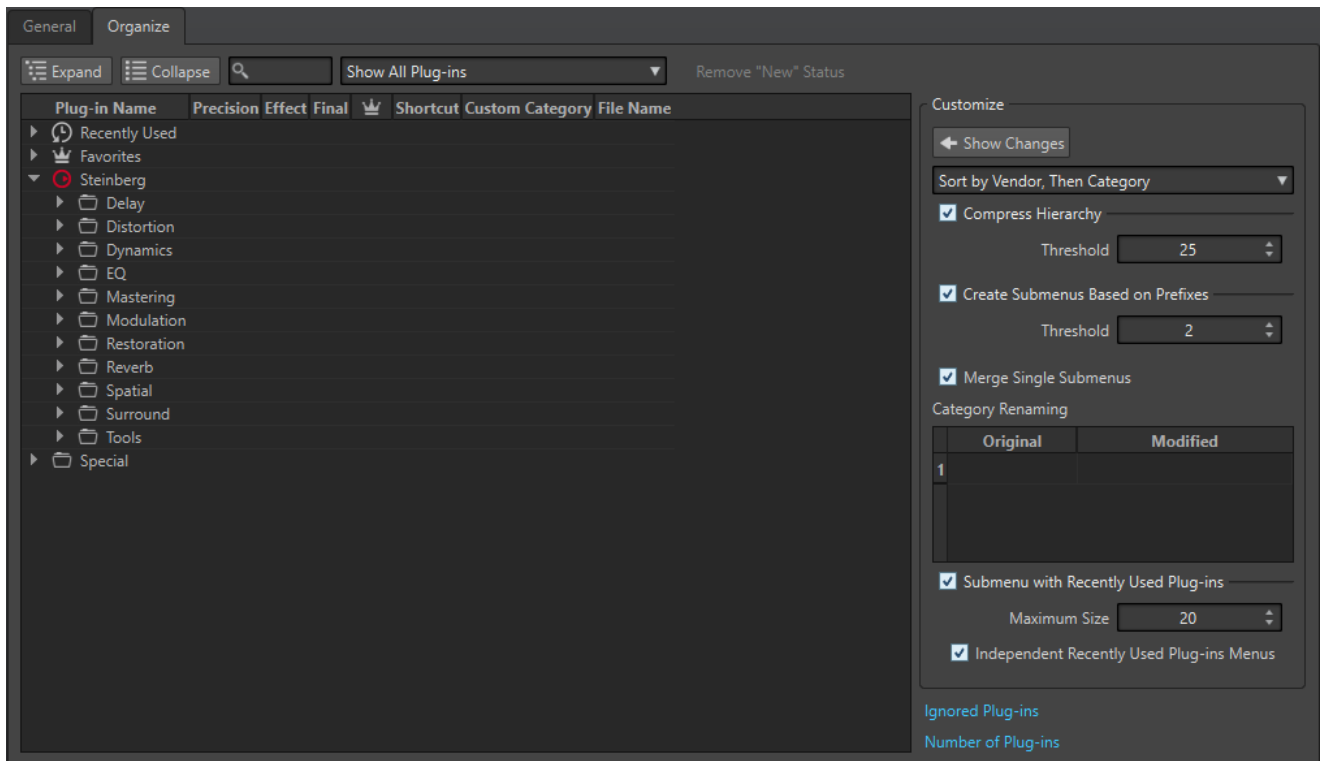 General Organize
Expand Collapse Show All Plug-ins Remove "New" Status
Plug-in Name Precision Effect Final Shortcut Custom Category File Name
Recently Used
Favorites
Steinberg
Delay
Distortion
Dynamics
EQ
Mastering
Modulation
Restoration
Reverb
Spatial
Surround
Tools
Special
Customize
Show Changes
Sort by Vendor, Then Category
Compress Hierarchy
Threshold 25
Create Submenus Based on Prefixes
Threshold 2
Merge Single Submenus
Category Renaming
Original Modified
1
Submenu with Recently Used Plug-ins
Maximum Size 20
Independent Recently Used Plug-ins Menus
Ignored Plug-ins
Number of Plug-ins